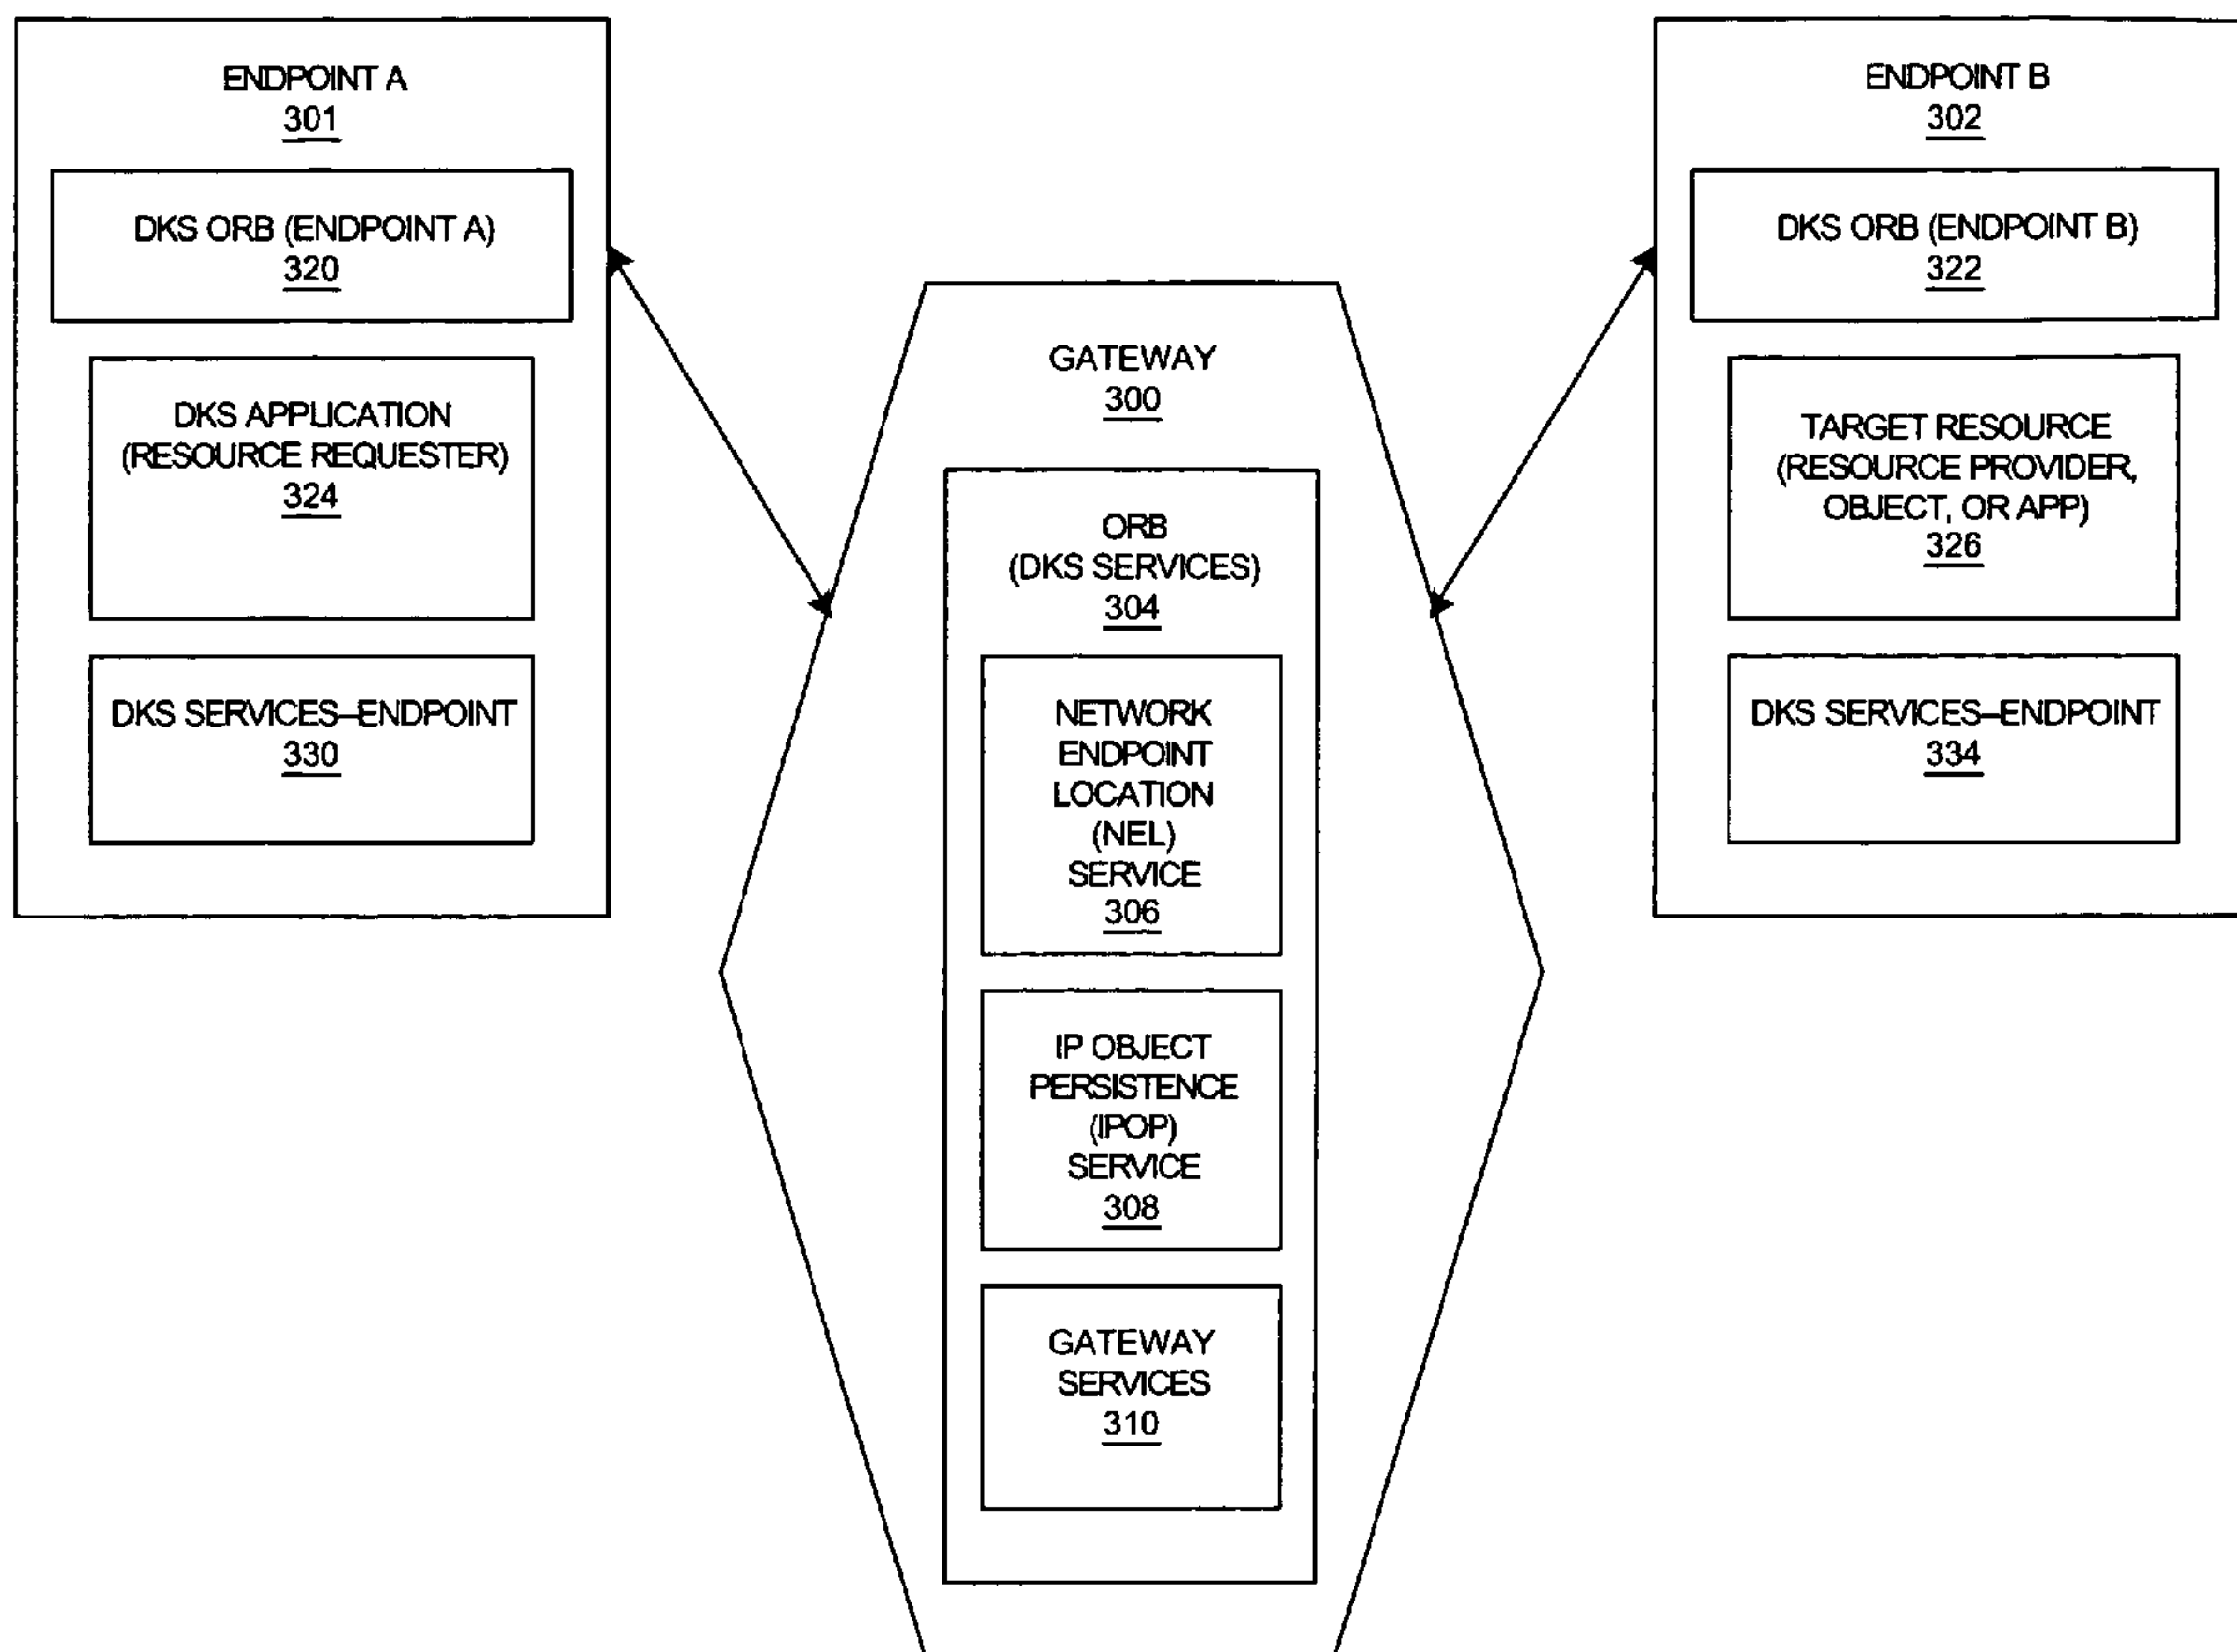 ENDPOINT A
301
DKS ORB (ENDPOINT A)
320
DKS APPLICATION
(RESOURCE REQUESTER)
324
DKS SERVICES–ENDPOINT
330
GATEWAY
300
ORB
(DKS SERVICES)
304
NETWORK
ENDPOINT
LOCATION
(NEL)
SERVICE
306
IP OBJECT
PERSISTENCE
(IPOP)
SERVICE
308
GATEWAY
SERVICES
310
ENDPOINT B
302
DKS ORB (ENDPOINT B)
322
TARGET RESOURCE
(RESOURCE PROVIDER,
OBJECT, OR APP)
326
DKS SERVICES–ENDPOINT
334